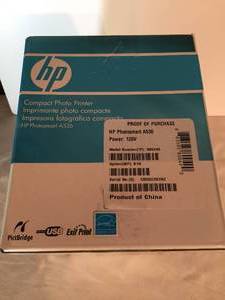 hp
Compact Photo Printer
Imprimante photo compacte
Impresora fotográfica compacta
HP Photosmart A536
PROOF OF PURCHASE
HP Photosmart A536
Power: 120V
Product of China
PictBridge
USB
Exif Print